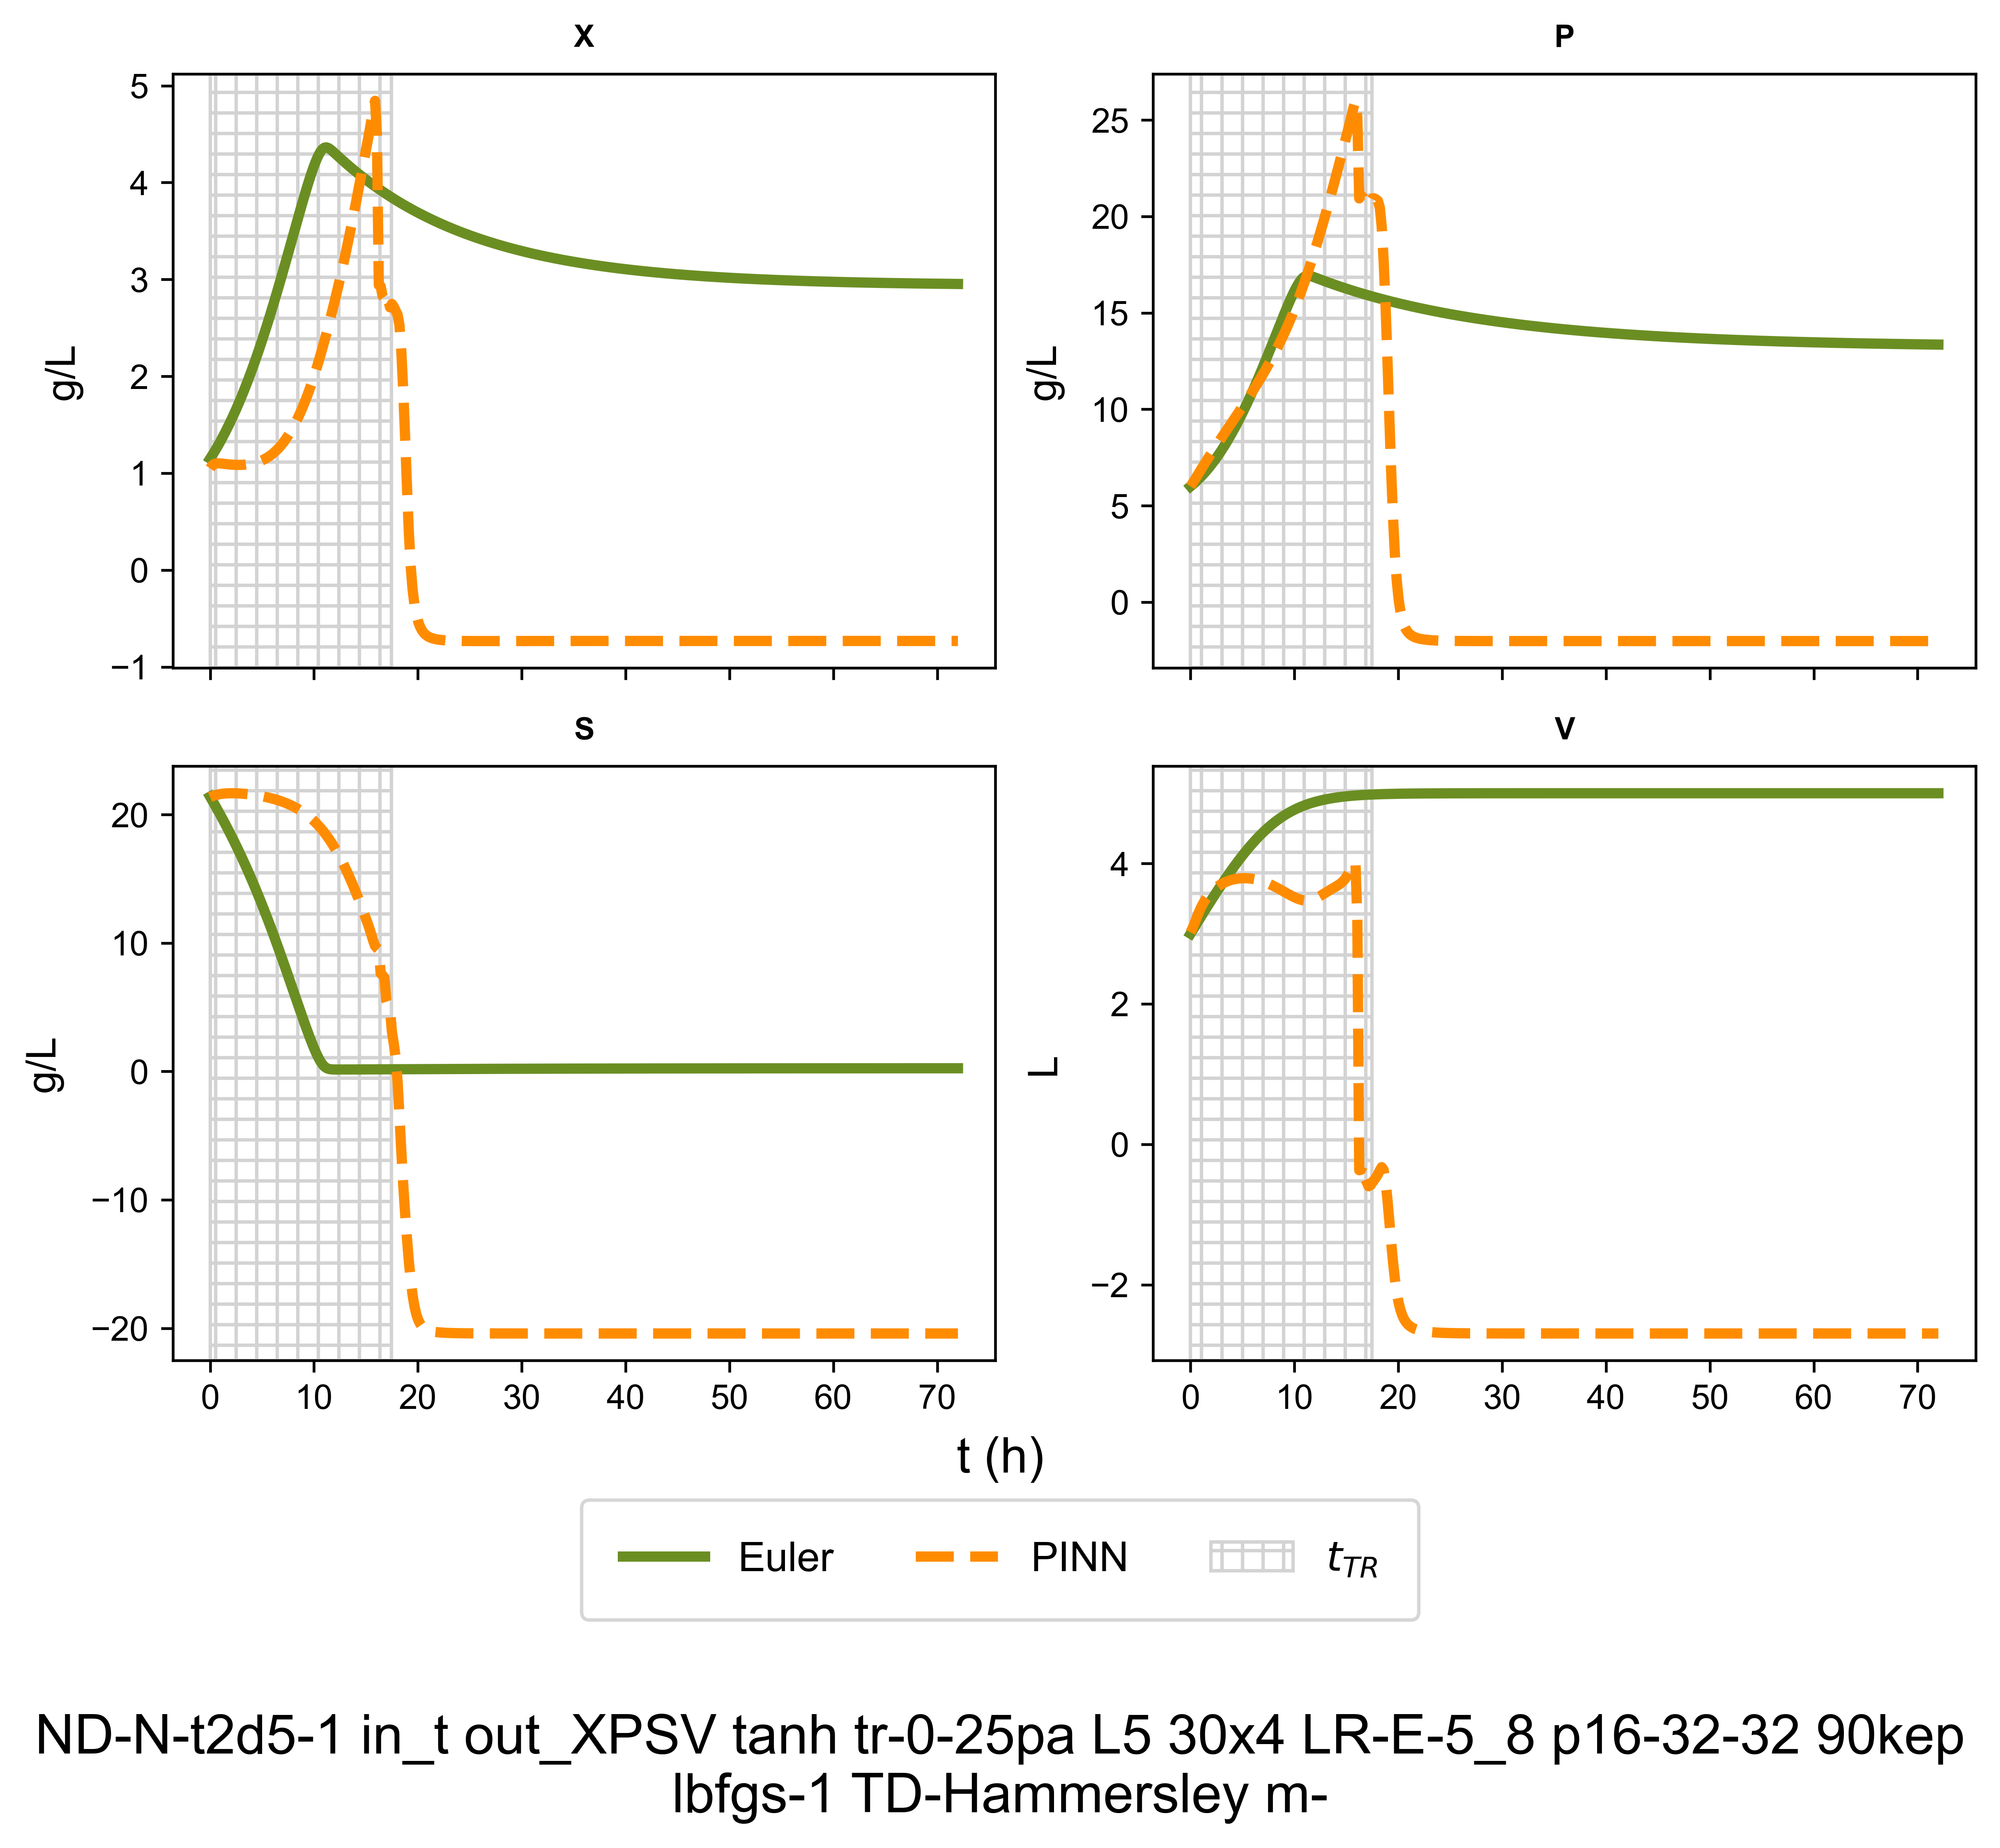 X
P
5
4
3
2
1
0
−1
g/L
25
20
15
10
5
0
g/L
S
V
20
10
0
−10
−20
g/L
4
2
0
−2
L
0 10 20 30 40 50 60 70
0 10 20 30 40 50 60 70
t (h)
Euler PINN t_TR
ND-N-t2d5-1 in_t out_XPSV tanh tr-0-25pa L5 30x4 LR-E-5_8 p16-32-32 90kep
lbfgs-1 TD-Hammersley m-